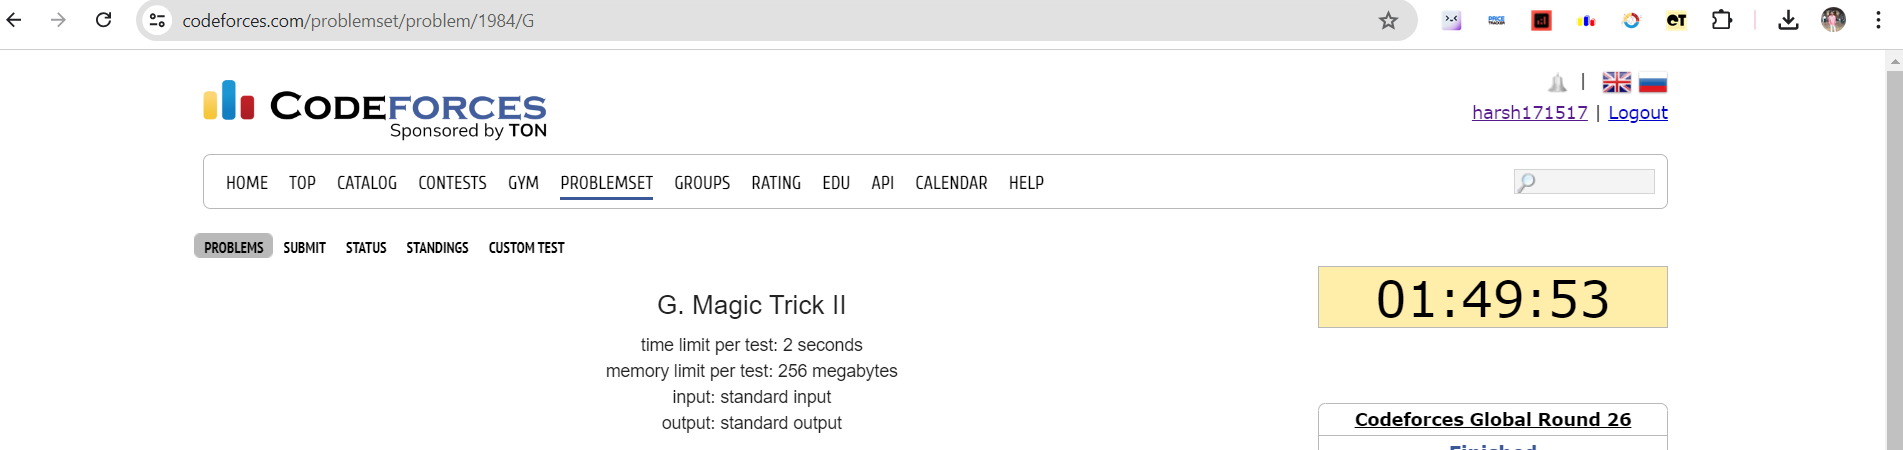 codeforces.com/problemset/problem/1984/G
CODEFORCES
Sponsored by TON
harsh171517 | Logout
HOME TOP CATALOG CONTESTS GYM PROBLEMSET GROUPS RATING EDU API CALENDAR HELP
PROBLEMS SUBMIT STATUS STANDINGS CUSTOM TEST
01:49:53
G. Magic Trick II
time limit per test: 2 seconds
memory limit per test: 256 megabytes
input: standard input
output: standard output
Codeforces Global Round 26
Finished